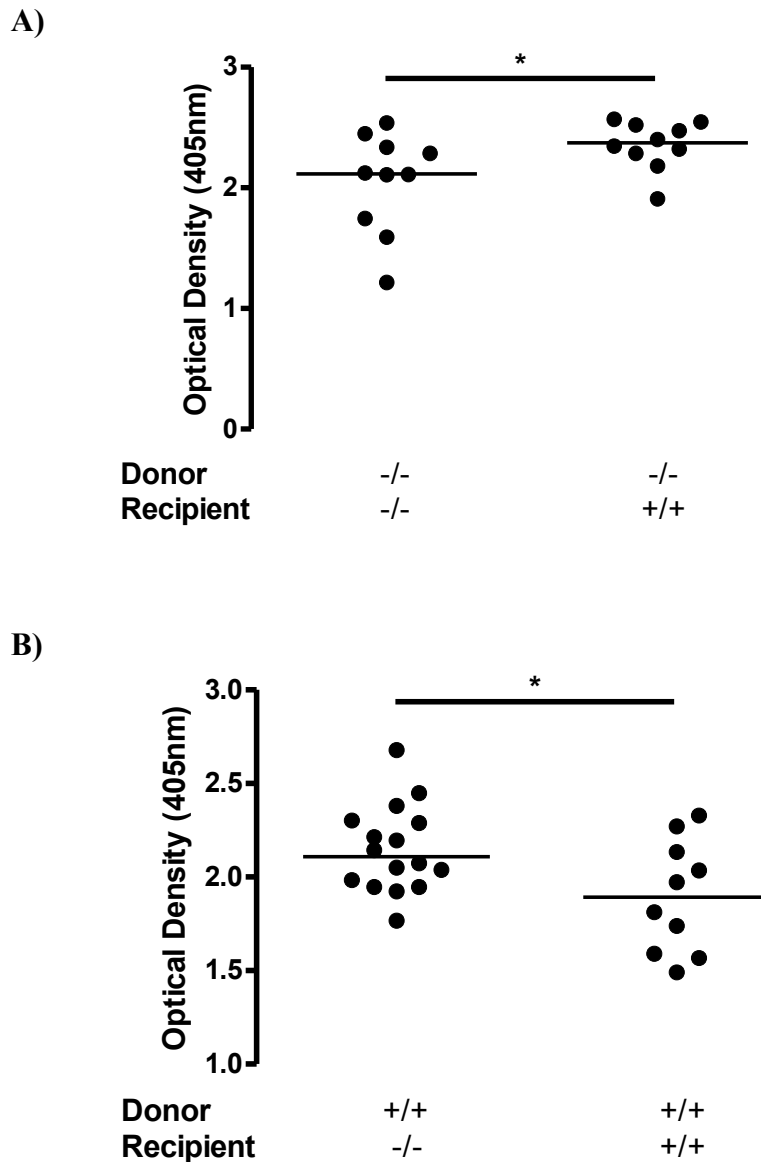 A)
*
3
2
1
0
Optical Density (405nm)
Donor -/- -/-
Recipient -/- +/+
B)
*
3.0
2.5
2.0
1.5
1.0
Optical Density (405nm)
Donor +/+ +/+
Recipient -/- +/+